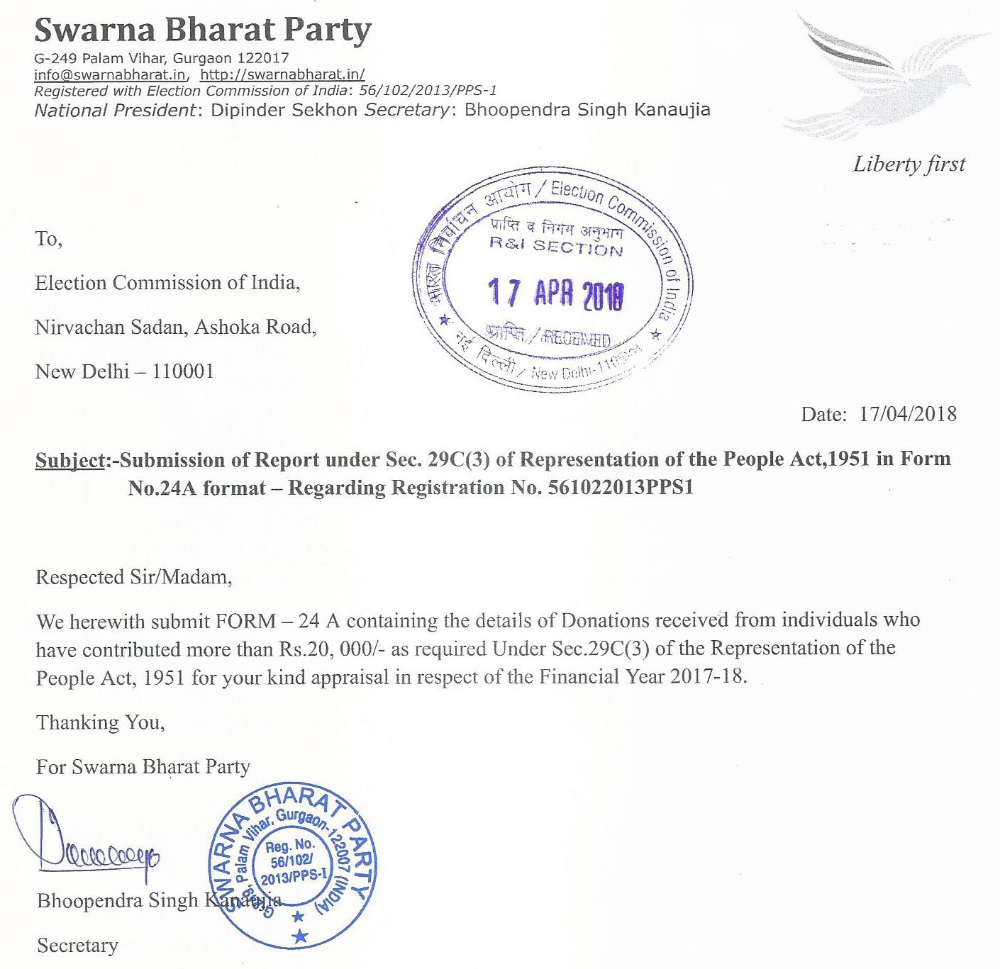 Swarna Bharat Party
G-249 Palam Vihar, Gurgaon 122017
info@swarnabharat.in, http://swarnabharat.in/
Registered with Election Commission of India: 56/102/2013/PPS-1
National President: Dipinder Sekhon Secretary: Bhoopendra Singh Kanaujia
Liberty first
भारत निर्वाचन आयोग / Election Commission of India
प्राप्ति व निर्गम अनुभाग
R&I SECTION
17 APR 2018
प्राप्ति / RECEIVED
नई दिल्ली / New Delhi-110001
To,
Election Commission of India,
Nirvachan Sadan, Ashoka Road,
New Delhi – 110001
Date: 17/04/2018
Subject:-Submission of Report under Sec. 29C(3) of Representation of the People Act,1951 in Form
No.24A format – Regarding Registration No. 561022013PPS1
Respected Sir/Madam,
We herewith submit FORM – 24 A containing the details of Donations received from individuals who
have contributed more than Rs.20, 000/- as required Under Sec.29C(3) of the Representation of the
People Act, 1951 for your kind appraisal in respect of the Financial Year 2017-18.
Thanking You,
For Swarna Bharat Party
SWARNA BHARAT PARTY
Palam Vihar, Gurgaon-122007 (INDIA)
Reg. No.
56/102/
2013/PPS-I
Bhoopendra Singh Kanaujia
Secretary